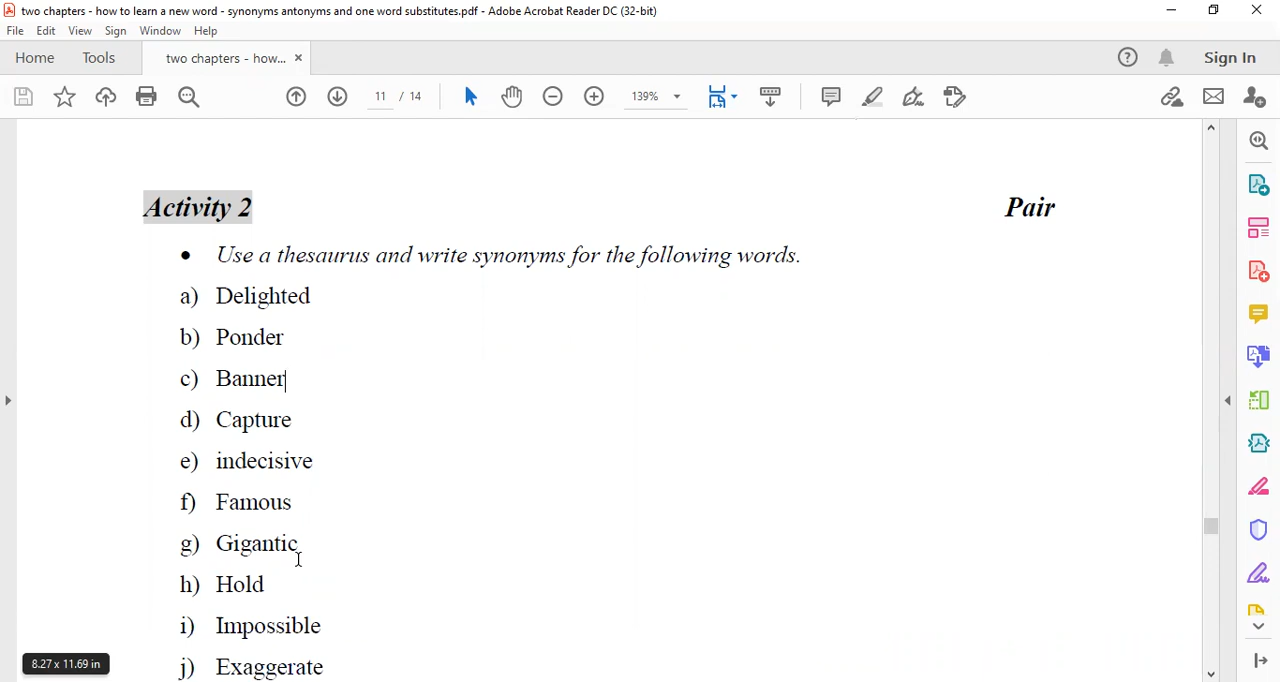 two chapters - how to learn a new word - synonyms antonyms and one word substitutes.pdf - Adobe Acrobat Reader DC (32-bit)
File Edit View Sign Window Help
Home Tools two chapters - how... × Sign In
11 / 14 139%
Activity 2 Pair
• Use a thesaurus and write synonyms for the following words.
a) Delighted
b) Ponder
c) Banner
d) Capture
e) indecisive
f) Famous
g) Gigantic
h) Hold
i) Impossible
j) Exaggerate
8.27 x 11.69 in